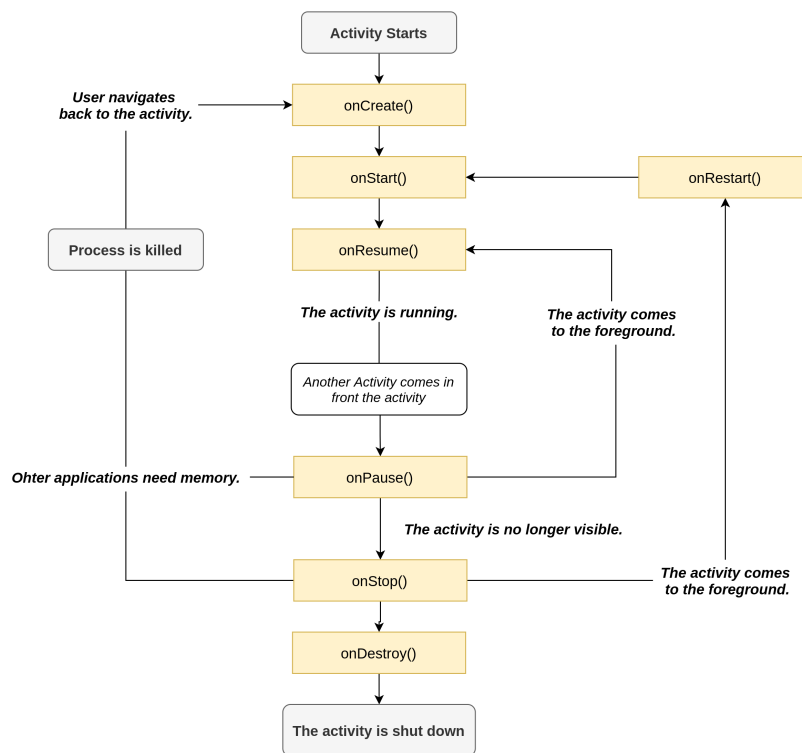 Activity Starts
User navigates
back to the activity.
onCreate()
onStart()
onRestart()
Process is killed
onResume()
The activity is running.
The activity comes
to the foreground.
Another Activity comes in
front the activity
Ohter applications need memory.
onPause()
The activity is no longer visible.
onStop()
The activity comes
to the foreground.
onDestroy()
The activity is shut down